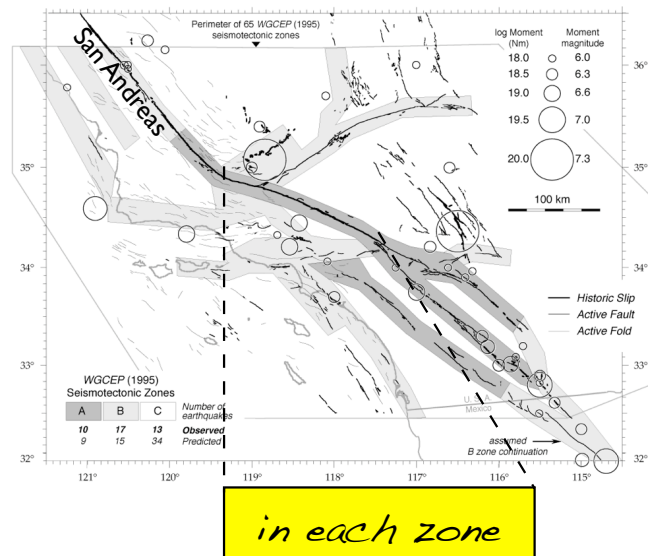 Perimeter of 65 WGCEP (1995)
seismotectonic zones
San Andreas
log Moment
(Nm)
Moment
magnitude
18.0 6.0
18.5 6.3
19.0 6.6
19.5 7.0
20.0 7.3
100 km
35°
34°
33°
32°
35°
34°
33°
32°
Historic Slip
Active Fault
Active Fold
WGCEP (1995)
Seismotectonic Zones
A B C
Number of
earthquakes
10 17 13 Observed
9 15 34 Predicted
U. S. A.
Mexico
assumed
B zone continuation
121° 120° 119° 118° 117° 116° 115°
in each zone